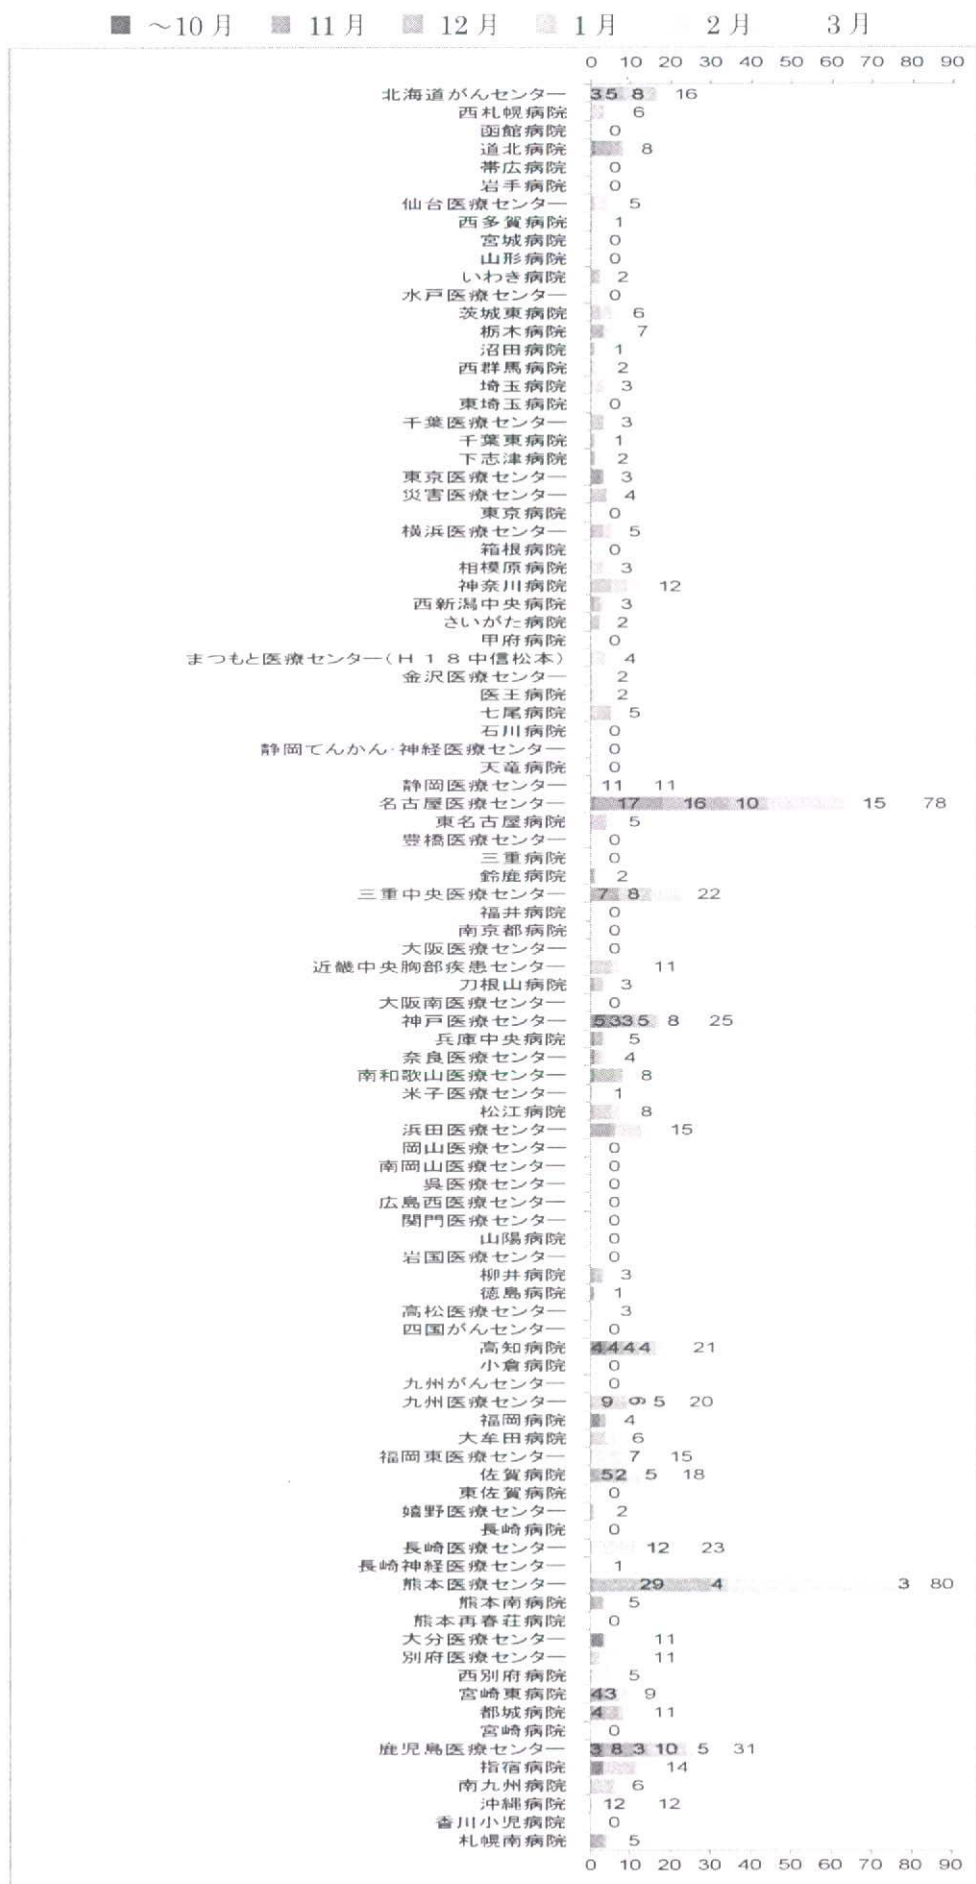 ～10月 11月 12月 1月 2月 3月
0 10 20 30 40 50 60 70 80 90
北海道がんセンター 3 5 8 16
西札幌病院 6
函館病院 0
道北病院 8
帯広病院 0
岩手病院 0
仙台医療センター 5
西多賀病院 1
宮城病院 0
山形病院 0
いわき病院 2
水戸医療センター 0
茨城東病院 6
栃木病院 7
沼田病院 1
西群馬病院 2
埼玉病院 3
東埼玉病院 0
千葉医療センター 3
千葉東病院 1
下志津病院 2
東京医療センター 3
災害医療センター 4
東京病院 0
横浜医療センター 5
箱根病院 0
相模原病院 3
神奈川病院 12
西新潟中央病院 3
さいがた病院 2
甲府病院 0
まつもと医療センター(H18中信松本) 4
金沢医療センター 2
医王病院 2
七尾病院 5
石川病院 0
静岡てんかん・神経医療センター 0
天竜病院 0
静岡医療センター 11 11
名古屋医療センター 17 16 10 15 78
東名古屋病院 5
豊橋医療センター 0
三重病院 0
鈴鹿病院 2
三重中央医療センター 7 8 22
福井病院 0
南京都病院 0
大阪医療センター 0
近畿中央胸部疾患センター 11
刀根山病院 3
大阪南医療センター 0
神戸医療センター 5 3 3 5 8 25
兵庫中央病院 5
奈良医療センター 4
南和歌山医療センター 8
米子医療センター 1
松江病院 8
浜田医療センター 15
岡山医療センター 0
南岡山医療センター 0
呉医療センター 0
広島西医療センター 0
関門医療センター 0
山陽病院 0
岩国医療センター 0
柳井病院 3
徳島病院 1
高松医療センター 3
四国がんセンター 0
高知病院 4 4 4 4 21
小倉病院 0
九州がんセンター 0
九州医療センター 9 5 20
福岡病院 4
大牟田病院 6
福岡東医療センター 7 15
佐賀病院 5 2 5 18
東佐賀病院 0
嬉野医療センター 2
長崎病院 0
長崎医療センター 12 23
長崎神経医療センター 1
熊本医療センター 29 4 3 80
熊本南病院 5
熊本再春荘病院 0
大分医療センター 11
別府医療センター 11
西別府病院 5
宮崎東病院 4 3 9
都城病院 4 11
宮崎病院 0
鹿児島医療センター 3 8 3 10 5 31
指宿病院 14
南九州病院 6
沖縄病院 12 12
香川小児病院 0
札幌南病院 5
0 10 20 30 40 50 60 70 80 90